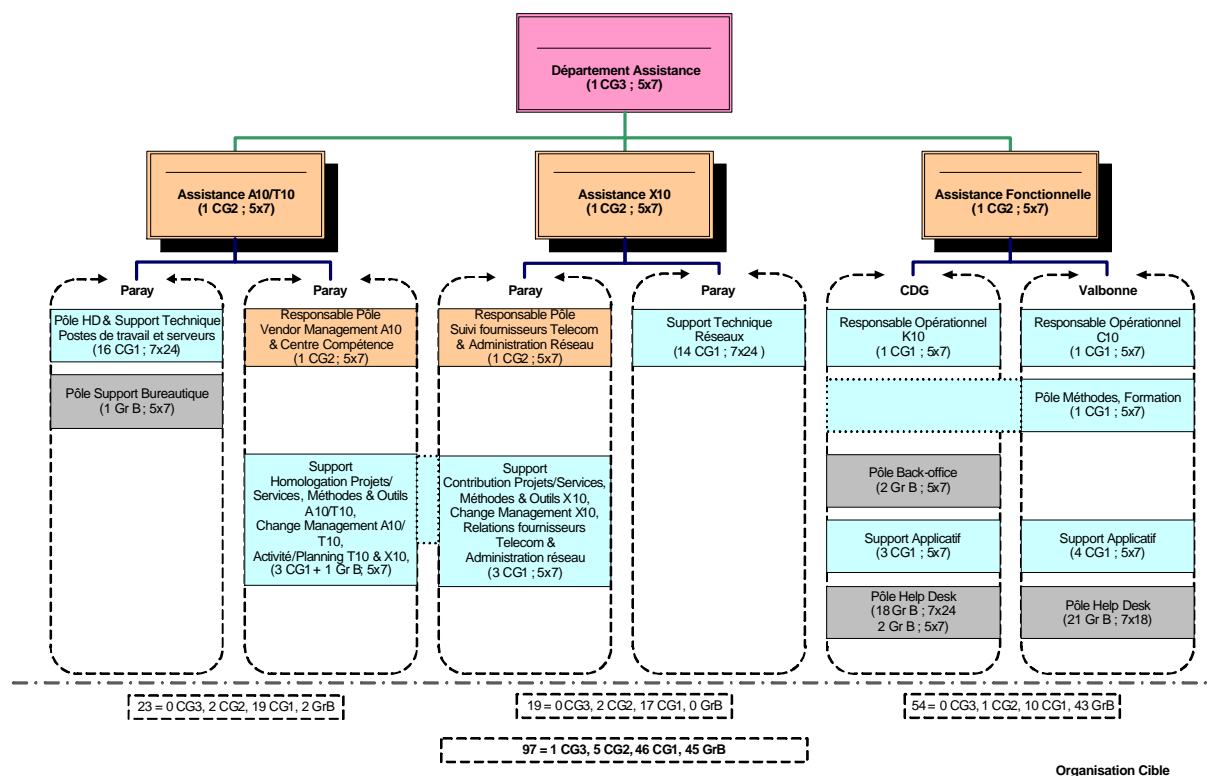 Département Assistance
(1 CG3 ; 5x7)
Assistance A10/T10
(1 CG2 ; 5x7)
Assistance X10
(1 CG2 ; 5x7)
Assistance Fonctionnelle
(1 CG2 ; 5x7)
Paray
Pôle HD & Support Technique
Postes de travail et serveurs
(16 CG1 ; 7x24)
Pôle Support Bureautique
(1 Gr B ; 5x7)
Paray
Responsable Pôle
Vendor Management A10
& Centre Compétence
(1 CG2 ; 5x7)
Support
Homologation Projets/
Services, Méthodes & Outils
A10/T10,
Change Management A10/
T10,
Activité/Planning T10 & X10,
(3 CG1 + 1 Gr B; 5x7)
Paray
Responsable Pôle
Suivi fournisseurs Telecom
& Administration Réseau
(1 CG2 ; 5x7)
Support
Contribution Projets/Services,
Méthodes & Outils X10,
Change Management X10,
Relations fournisseurs
Telecom &
Administration réseau
(3 CG1 ; 5x7)
Paray
Support Technique
Réseaux
(14 CG1 ; 7x24 )
CDG
Responsable Opérationnel
K10
(1 CG1 ; 5x7)
Pôle Back-office
(2 Gr B ; 5x7)
Support Applicatif
(3 CG1 ; 5x7)
Pôle Help Desk
(18 Gr B ; 7x24
2 Gr B ; 5x7)
Valbonne
Responsable Opérationnel
C10
(1 CG1 ; 5x7)
Pôle Méthodes, Formation
(1 CG1 ; 5x7)
Support Applicatif
(4 CG1 ; 5x7)
Pôle Help Desk
(21 Gr B ; 7x18)
23 = 0 CG3, 2 CG2, 19 CG1, 2 GrB
19 = 0 CG3, 2 CG2, 17 CG1, 0 GrB
54 = 0 CG3, 1 CG2, 10 CG1, 43 GrB
97 = 1 CG3, 5 CG2, 46 CG1, 45 GrB
Organisation Cible